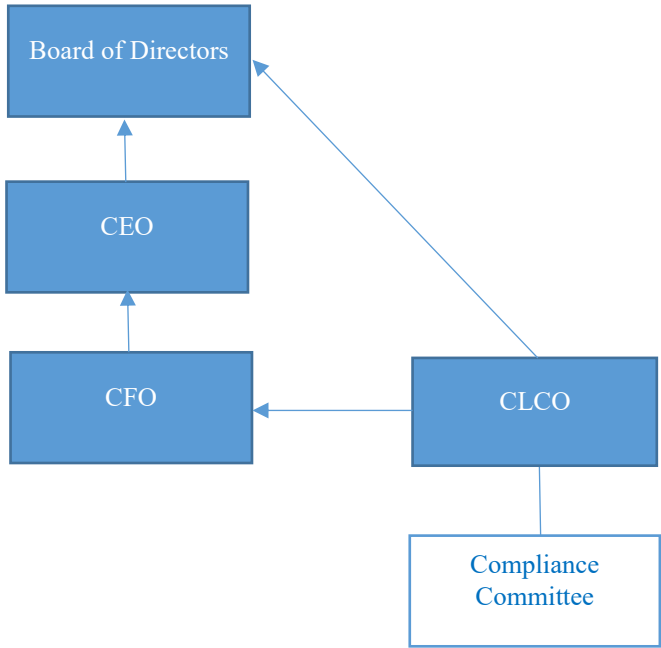 Board of Directors
CEO
CFO
CLCO
Compliance
Committee